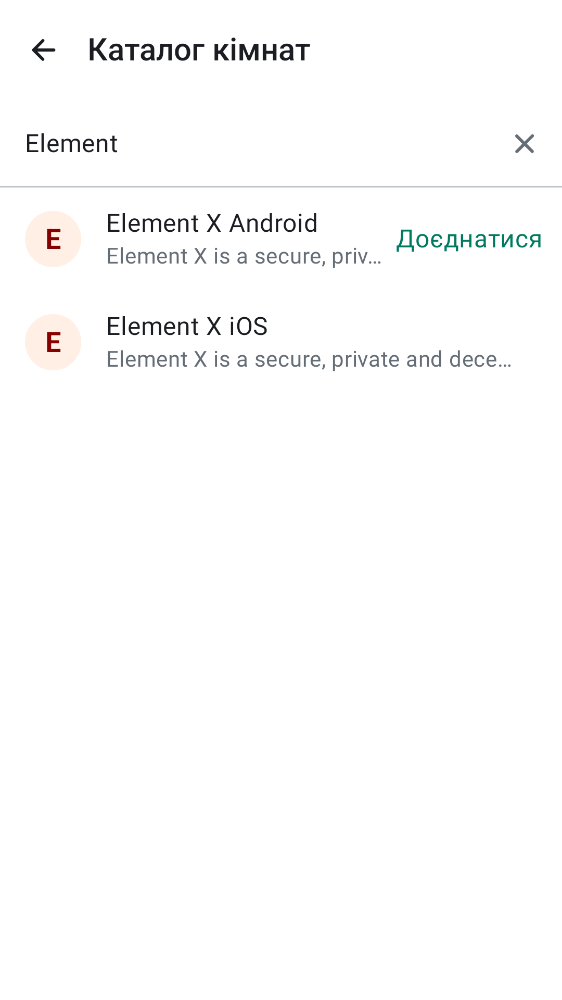 Каталог кімнат
Element
E
Element X Android
Element X is a secure, priv…
Доєднатися
E
Element X iOS
Element X is a secure, private and dece…